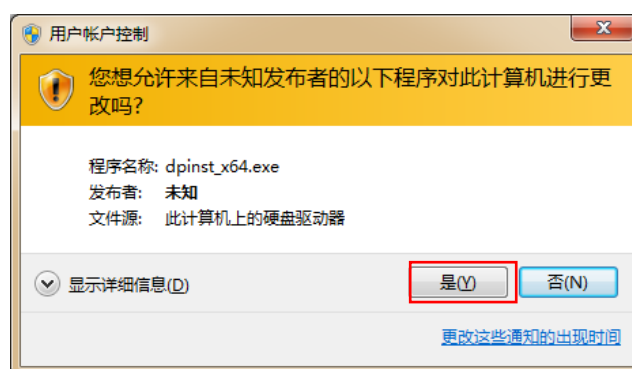 用户帐户控制
您想允许来自未知发布者的以下程序对此计算机进行更
改吗?
程序名称: dpinst_x64.exe
发布者: 未知
文件源: 此计算机上的硬盘驱动器
显示详细信息(D) 是(Y) 否(N)
更改这些通知的出现时间